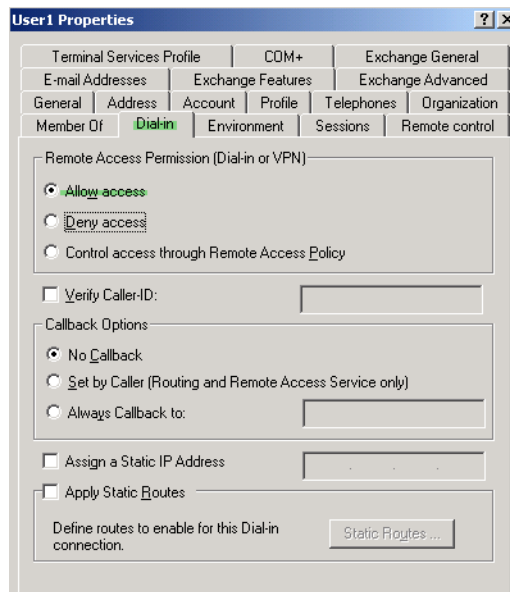 User1 Properties
Terminal Services Profile COM+ Exchange General
E-mail Addresses Exchange Features Exchange Advanced
General Address Account Profile Telephones Organization
Member Of Dial-in Environment Sessions Remote control
Remote Access Permission (Dial-in or VPN)
Allow access
Deny access
Control access through Remote Access Policy
Verify Caller-ID:
Callback Options
No Callback
Set by Caller (Routing and Remote Access Service only)
Always Callback to:
Assign a Static IP Address
Apply Static Routes
Define routes to enable for this Dial-in
connection.
Static Routes ...